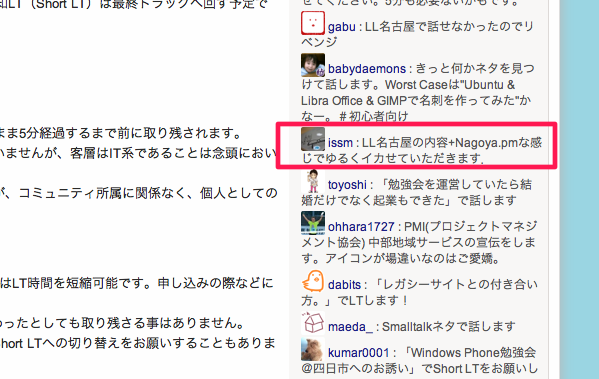 知LT（Short LT）は最終トラックへ回す予定で
まま5分経過するまで前に取り残されます。
いませんが、客層はIT系であることは念頭におい
が、コミュニティ所属に関係なく、個人としての
はLT時間を短縮可能です。申し込みの際などに
わったとしても取り残さる事はありません。
Short LTへの切り替えをお願いすることもありま
せてください。5分も必要ないかもです。
gabu : LL名古屋で話せなかったのでリ
ベンジ
babydaemons : きっと何かネタを見つ
けて話します。Worst Caseは"Ubuntu &
Libra Office & GIMPで名刺を作ってみた"か
なー。＃初心者向け
issm : LL名古屋の内容+Nagoya.pmな感
じでゆるくイカせていただきます.
toyoshi : 「勉強会を運営していたら結
婚だけでなく起業もできた」で話します
ohhara1727 : PMI(プロジェクトマネジ
メント協会) 中部地域サービスの宣伝をしま
す。アイコンが場違いなのはご愛嬌。
dabits : 「レガシーサイトとの付き合い
方。」でLTします！
maeda_ : Smalltalkネタで話します
kumar0001 : 「Windows Phone勉強会
@四日市へのお誘い」でShort LTをお願いし